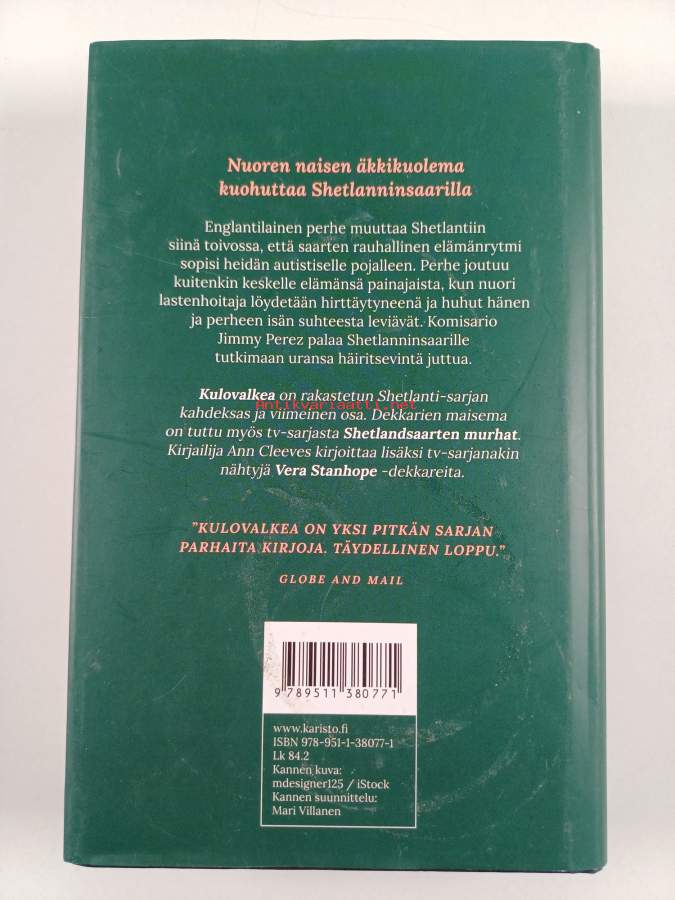 Nuoren naisen äkkikuolema
kuohuttaa Shetlanninsaarilla
Englantilainen perhe muuttaa Shetlantiin
siinä toivossa, että saarten rauhallinen elämänrytmi
sopisi heidän autistiselle pojalleen. Perhe joutuu
kuitenkin keskelle elämänsä painajaista, kun nuori
lastenhoitaja löydetään hirttäytyneenä ja huhut hänen
ja perheen isän suhteesta leviävät. Komisario
Jimmy Perez palaa Shetlanninsaarille
tutkimaan uransa häiritsevintä juttua.
Kulovalkea on rakastetun Shetlanti-sarjan
Antikvariaatti.net
kahdeksas ja viimeinen osa. Dekkarien maisema
on tuttu myös tv-sarjasta Shetlandsaarten murhat.
Kirjailija Ann Cleeves kirjoittaa lisäksi tv-sarjanakin
nähtyjä Vera Stanhope -dekkareita.
"KULOVALKEA ON YKSI PITKÄN SARJAN
PARHAITA KIRJOJA. TÄYDELLINEN LOPPU."
GLOBE AND MAIL
9 789511 380771
www.karisto.fi
ISBN 978-951-1-38077-1
Lk 84.2
Kannen kuva:
mdesigner125 / iStock
Kannen suunnittelu:
Mari Villanen